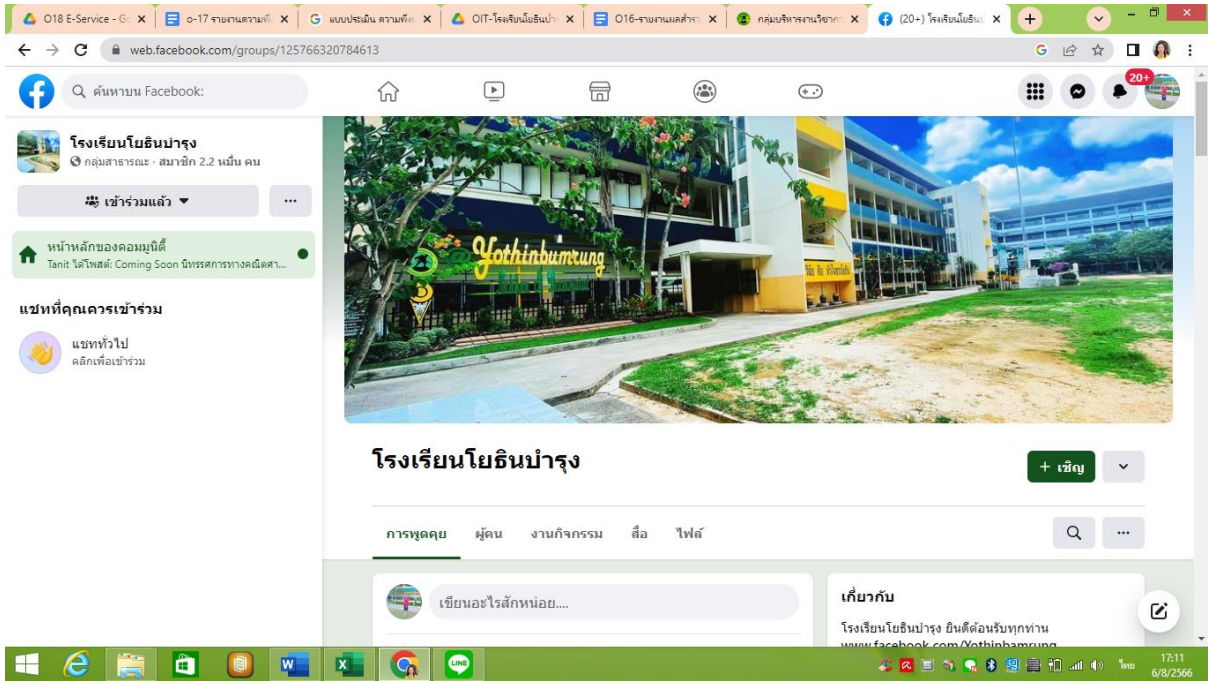 O18 E-Service - Go
o-17 รายงานความพึ
แบบประเมิน ความพึง
OIT-โรงเรียนโยธินบำ
O16-รายงานผลสำร
กลุ่มบริหารงานวิชาก
(20+) โรงเรียนโยธิน
web.facebook.com/groups/125766320784613
ค้นหาบน Facebook:
20+
โรงเรียนโยธินบำรุง
กลุ่มสาธารณะ · สมาชิก 2.2 หมื่น คน
เข้าร่วมแล้ว
หน้าหลักของคอมมูนิตี้
Tanit ได้โพสต์: Coming Soon นิทรรศการทางคณิตศา...
แชทที่คุณควรเข้าร่วม
แชททั่วไป
คลิกเพื่อเข้าร่วม
Yothinbumrung
โรงเรียนโยธินบำรุง
+ เชิญ
การพูดคุย ผู้คน งานกิจกรรม สื่อ ไฟล์
เขียนอะไรสักหน่อย....
เกี่ยวกับ
โรงเรียนโยธินบำรุง ยินดีต้อนรับทุกท่าน
www.facebook.com/Yothinbamrung
LINE
ไทย
17:11
6/8/2566